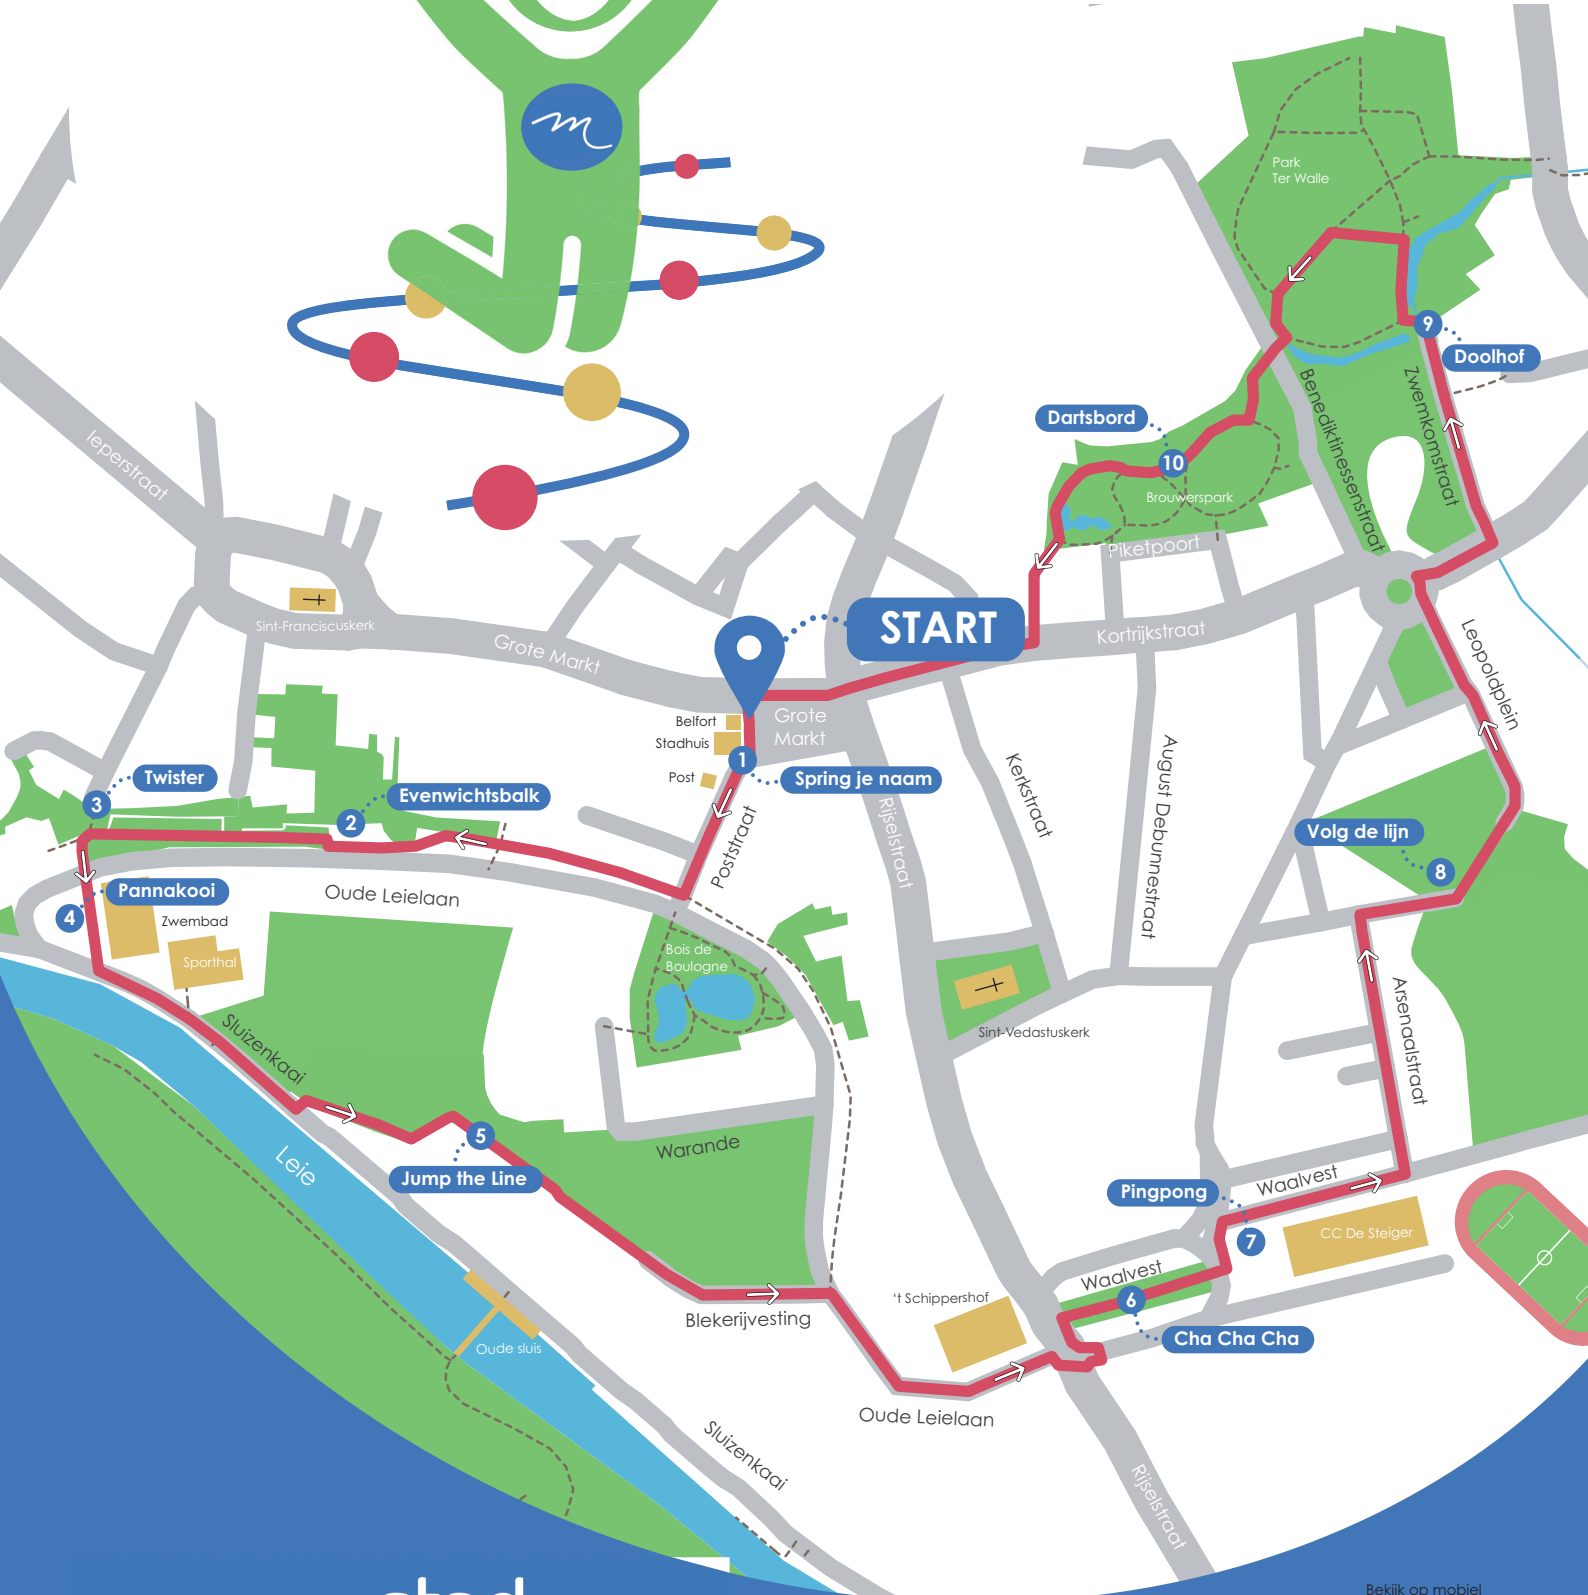 m
Park
Ter Walle
9
Doolhof
Benediktinessenstraat
Zwemkomstraat
Dartsbord
10
Brouwerspark
Piketpoort
Ieperstraat
Sint-Franciscuskerk
Grote Markt
START
Kortrijkstraat
Leopoldplein
Belfort
Stadhuis
Post
Grote
Markt
1
Spring je naam
Twister
3
Evenwichtsbalk
2
Poststraat
Rijselstraat
Kerkstraat
August Debunnestraat
Volg de lijn
8
Pannakooi
4
Zwembad
Sporthal
Oude Leielaan
Bois de
Boulogne
Sint-Vedastuskerk
Arsenaalstraat
Sluizenkaai
Leie
5
Jump the Line
Warande
Pingpong
7
Waalvest
CC De Steiger
Waalvest
6
Cha Cha Cha
't Schippershof
Blekerijvesting
Oude sluis
Oude Leielaan
Sluizenkaai
Rijselstraat
stad
Bekijk op mobiel